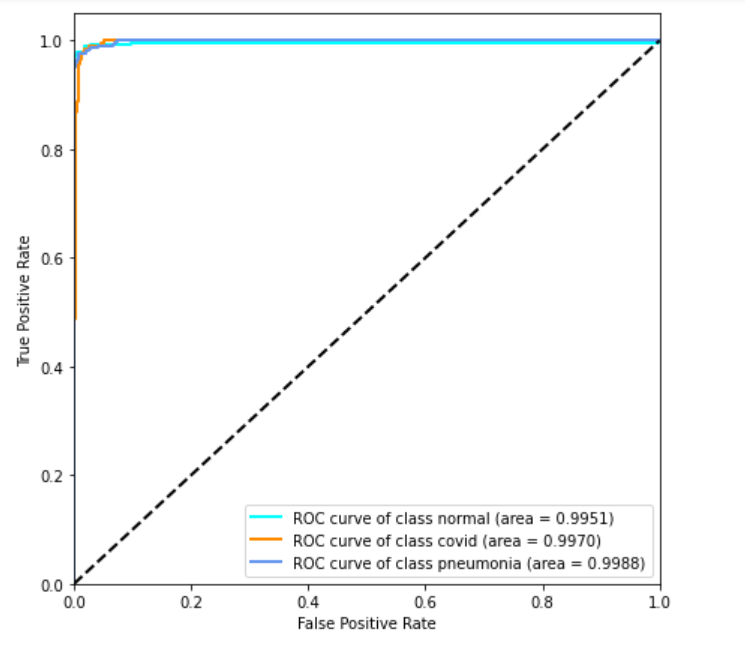 1.0
0.8
0.6
0.4
0.2
0.0
True Positive Rate
ROC curve of class normal (area = 0.9951)
ROC curve of class covid (area = 0.9970)
ROC curve of class pneumonia (area = 0.9988)
0.0 0.2 0.4 0.6 0.8 1.0
False Positive Rate